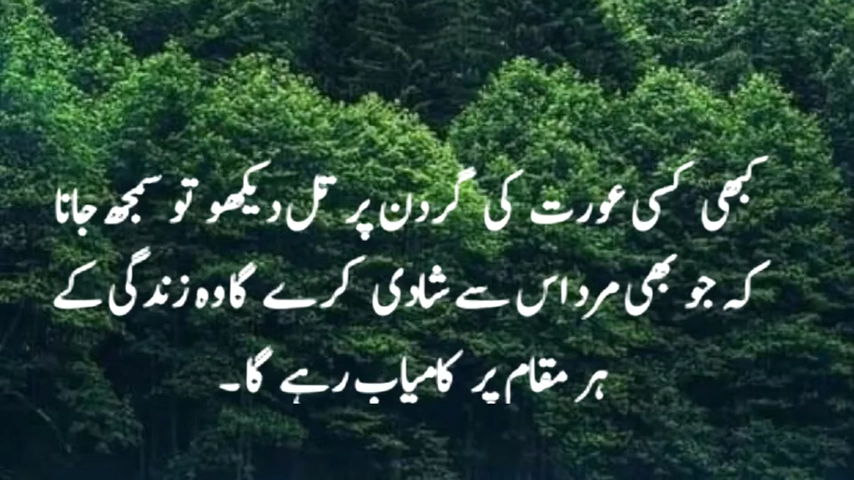 کبھی کسی عورت کی گردن پر تل دیکھو تو سمجھ جانا
کہ جو بھی مرد اس سے شادی کرے گا وہ زندگی کے
ہر مقام پر کامیاب رہے گا۔